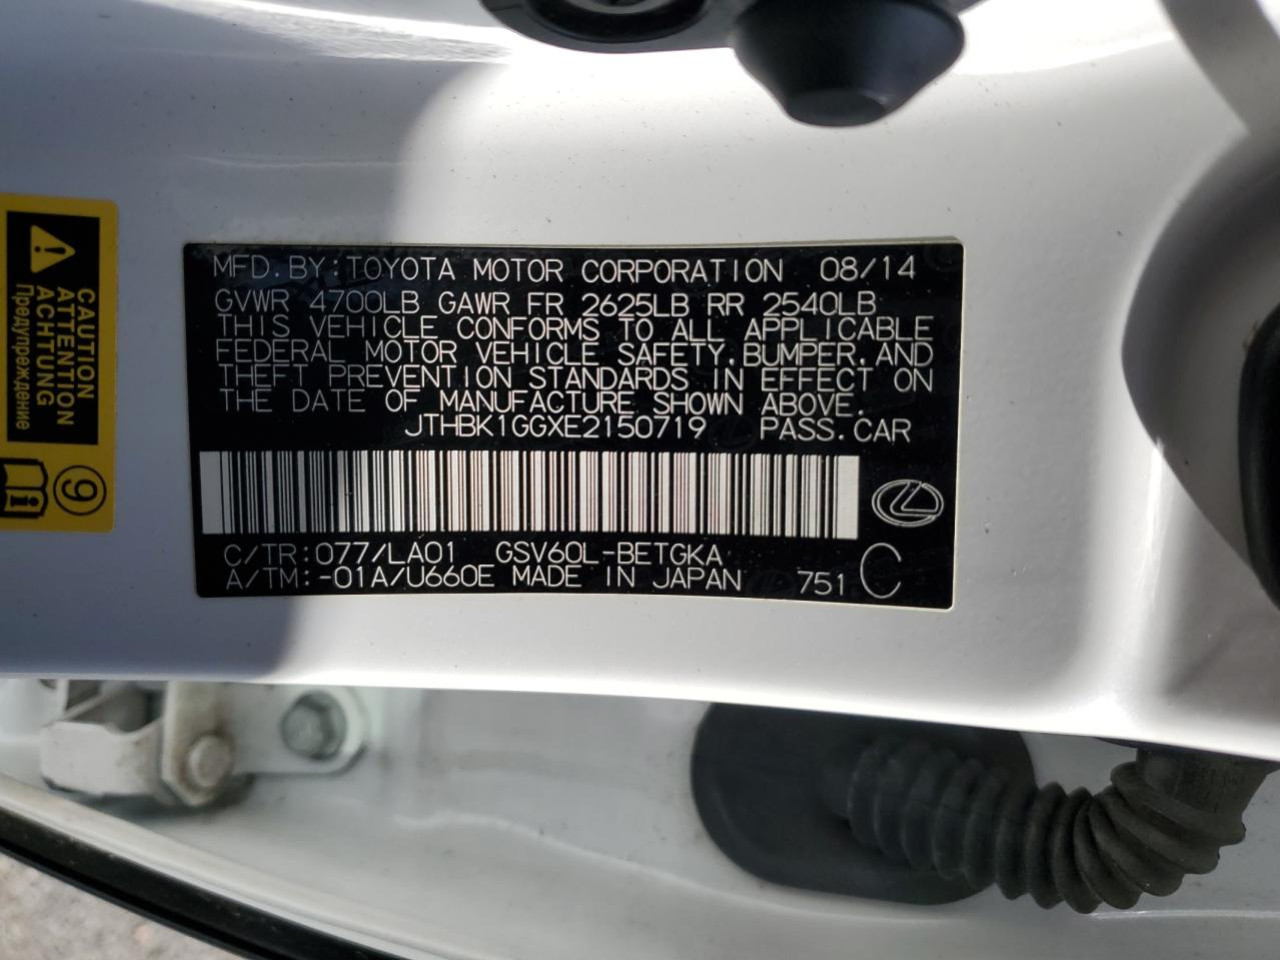 MFD.BY:TOYOTA MOTOR CORPORATION 08/14
GVWR 4700LB GAWR FR 2625LB RR 2540LB
THIS VEHICLE CONFORMS TO ALL APPLICABLE
FEDERAL MOTOR VEHICLE SAFETY,BUMPER,AND
THEFT PREVENTION STANDARDS IN EFFECT ON
THE DATE OF MANUFACTURE SHOWN ABOVE.
JTHBK1GGXE2150719 PASS.CAR
C/TR:077/LA01 GSV60L-BETGKA
A/TM:-01A/U660E MADE IN JAPAN 751 C
CAUTION
ATTENTION
ACHTUNG
Предупреждение
9